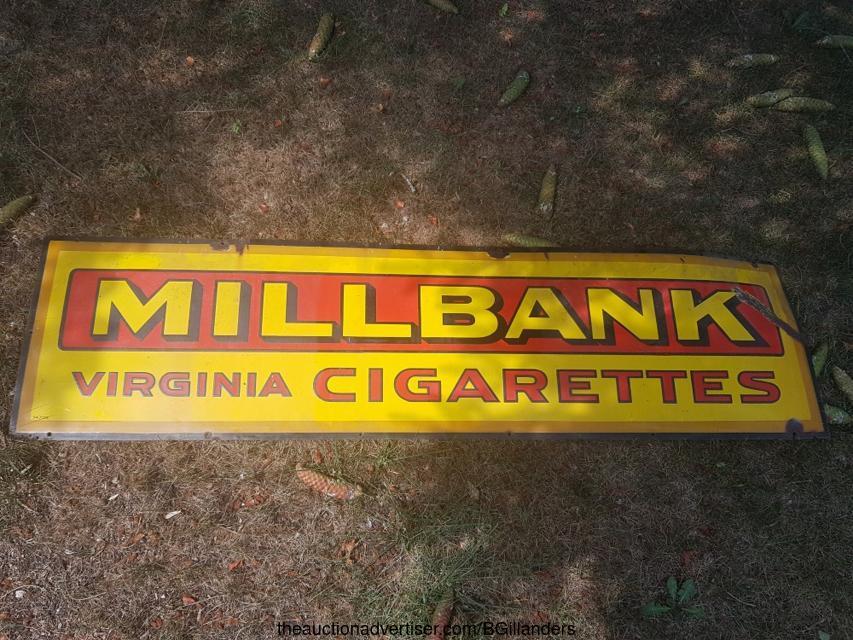 MILLBANK
VIRGINIA CIGARETTES
theauctionadvertiser.com/BGillanders